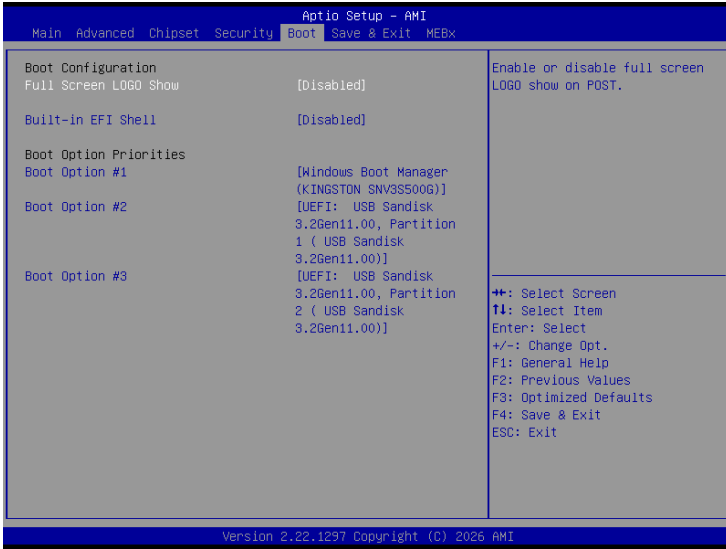 Aptio Setup - AMI
Main Advanced Chipset Security Boot Save & Exit MEBx
Boot Configuration
Full Screen LOGO Show [Disabled]
Built-in EFI Shell [Disabled]
Boot Option Priorities
Boot Option #1 [Windows Boot Manager
(KINGSTON SNV3S500G)]
Boot Option #2 [UEFI: USB Sandisk
3.2Gen11.00, Partition
1 ( USB Sandisk
3.2Gen11.00)]
Boot Option #3 [UEFI: USB Sandisk
3.2Gen11.00, Partition
2 ( USB Sandisk
3.2Gen11.00)]
Enable or disable full screen
LOGO show on POST.
→←: Select Screen
↑↓: Select Item
Enter: Select
+/-: Change Opt.
F1: General Help
F2: Previous Values
F3: Optimized Defaults
F4: Save & Exit
ESC: Exit
Version 2.22.1297 Copyright (C) 2026 AMI